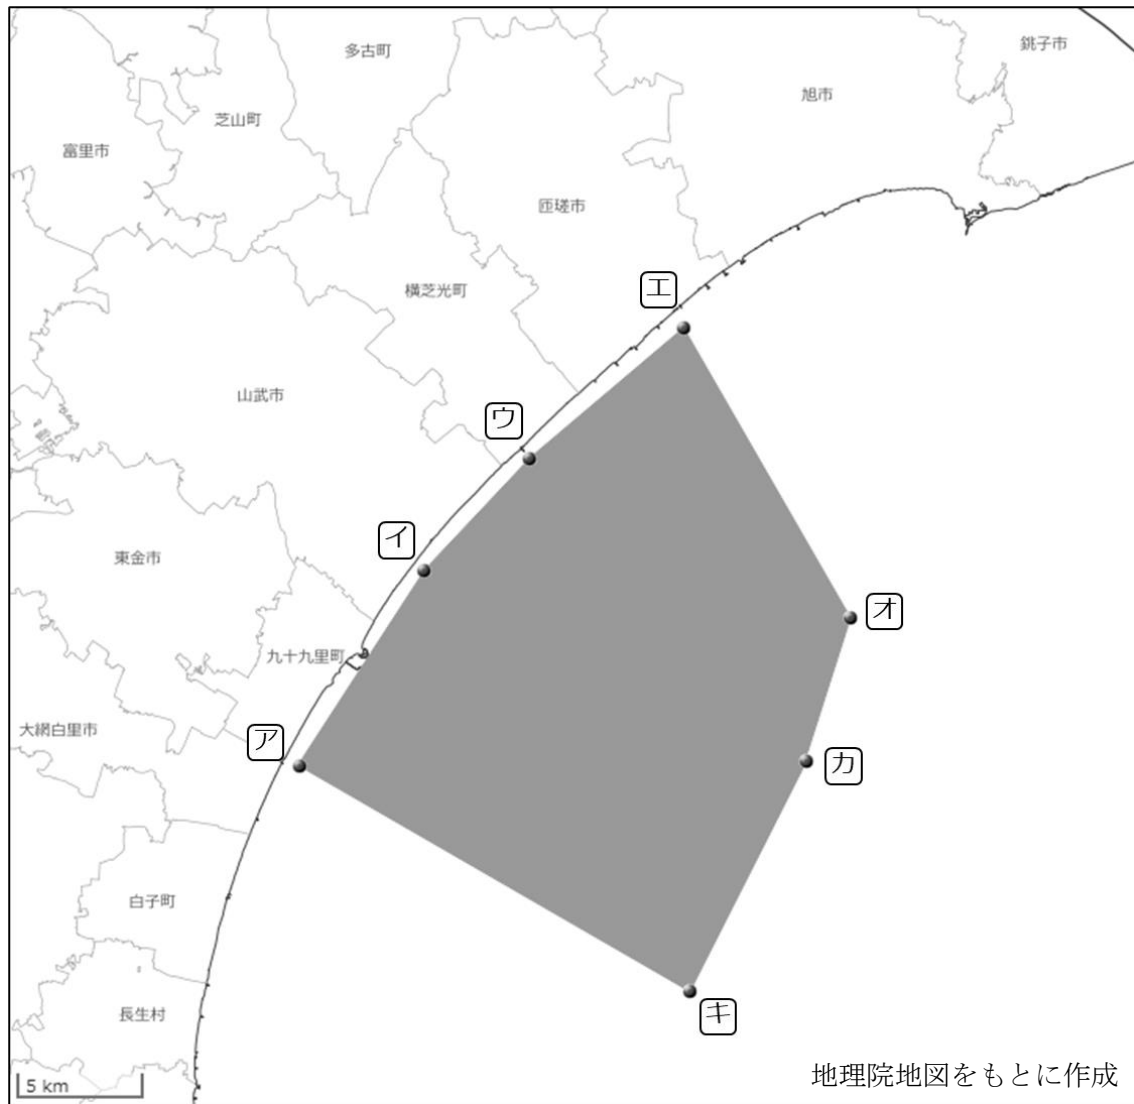 銚子市
多古町
旭市
芝山町
富里市
匝瑳市
エ
横芝光町
山武市
ウ
イ
東金市
オ
九十九里町
大網白里市
ア
カ
白子町
長生村
キ
5 km
地理院地図をもとに作成